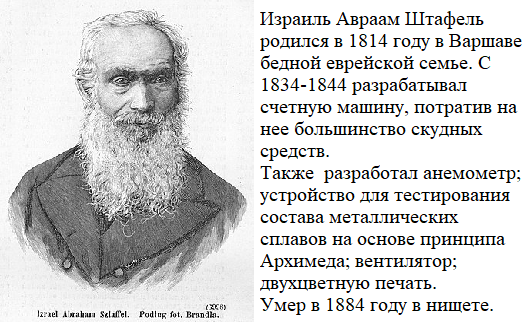 Израиль Авраам Штафель
родился в 1814 году в Варшаве
бедной еврейской семье. С
1834-1844 разрабатывал
счетную машину, потратив на
нее большинство скудных
средств.
Также разработал анемометр;
устройство для тестирования
состава металлических
сплавов на основе принципа
Архимеда; вентилятор;
двухцветную печать.
Умер в 1884 году в нищете.
Izrael Abraham Sztaffel. Podług fot. Brandla.